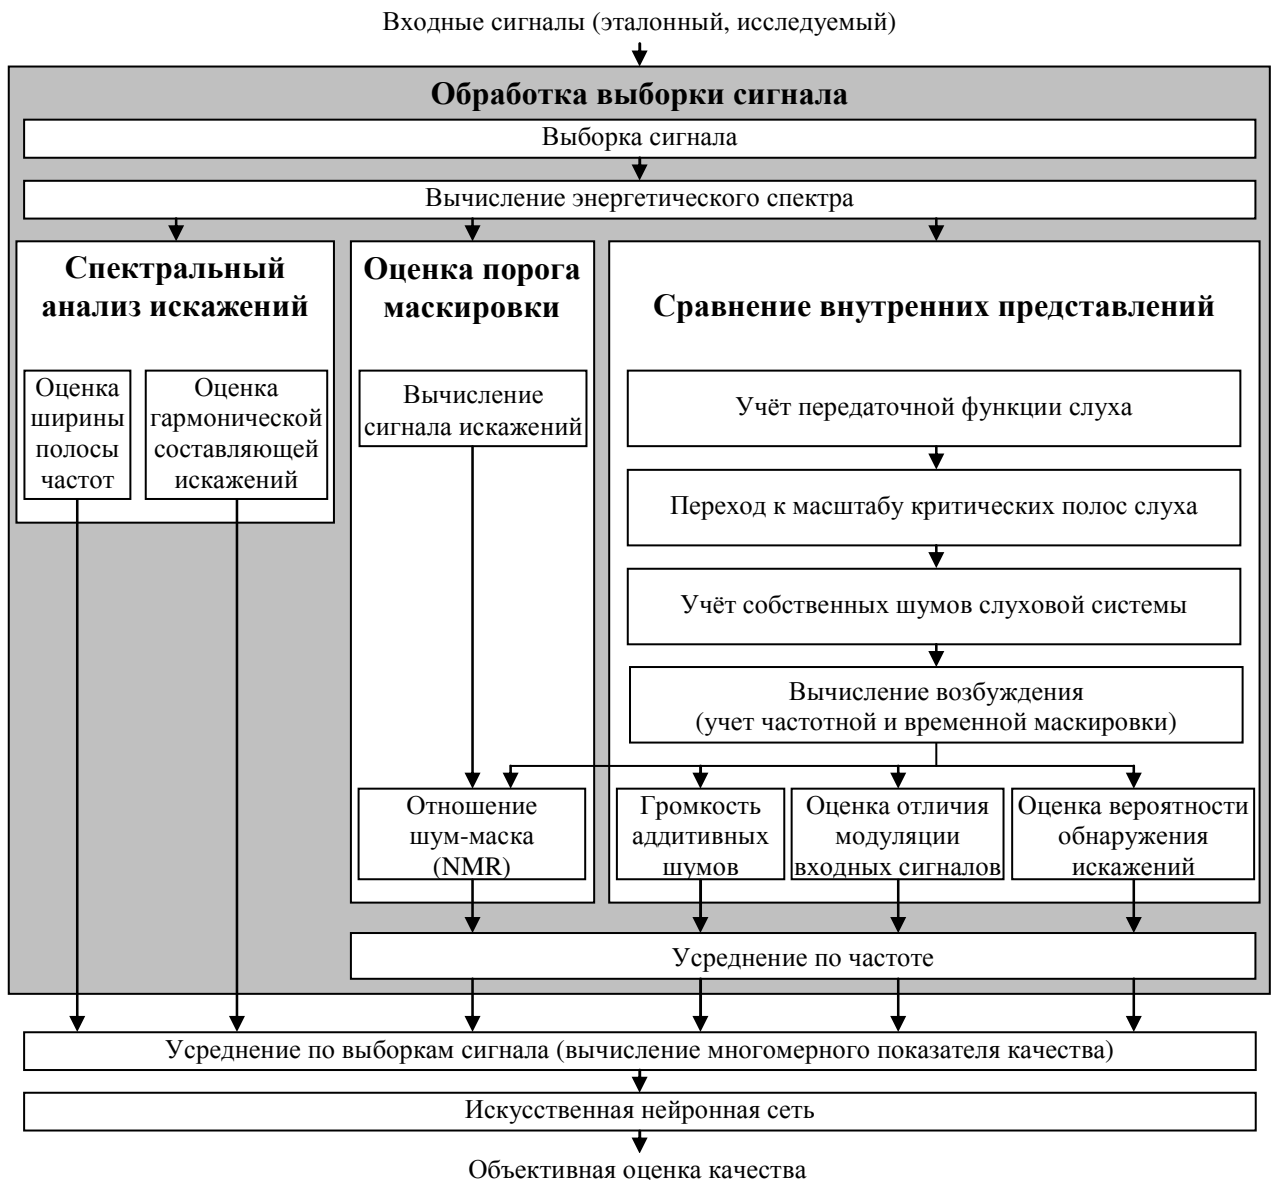 Входные сигналы (эталонный, исследуемый)
Обработка выборки сигнала
Выборка сигнала
Вычисление энергетического спектра
Спектральный
анализ искажений
Оценка
ширины
полосы
частот
Оценка
гармонической
составляющей
искажений
Оценка порога
маскировки
Вычисление
сигнала искажений
Сравнение внутренних представлений
Учёт передаточной функции слуха
Переход к масштабу критических полос слуха
Учёт собственных шумов слуховой системы
Вычисление возбуждения
(учет частотной и временной маскировки)
Отношение
шум-маска
(NMR)
Громкость
аддитивных
шумов
Оценка отличия
модуляции
входных сигналов
Оценка вероятности
обнаружения
искажений
Усреднение по частоте
Усреднение по выборкам сигнала (вычисление многомерного показателя качества)
Искусственная нейронная сеть
Объективная оценка качества